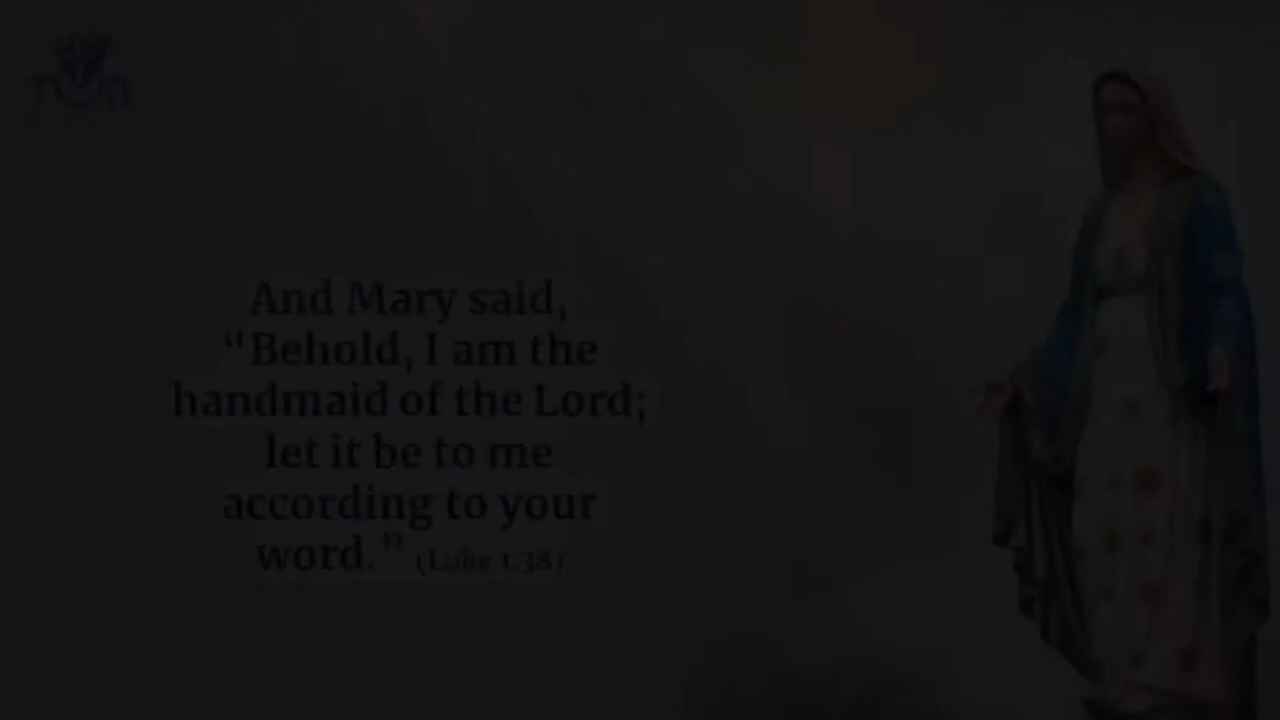 And Mary said,
“Behold, I am the
handmaid of the Lord;
let it be to me
according to your
word.” (Luke 1:38)